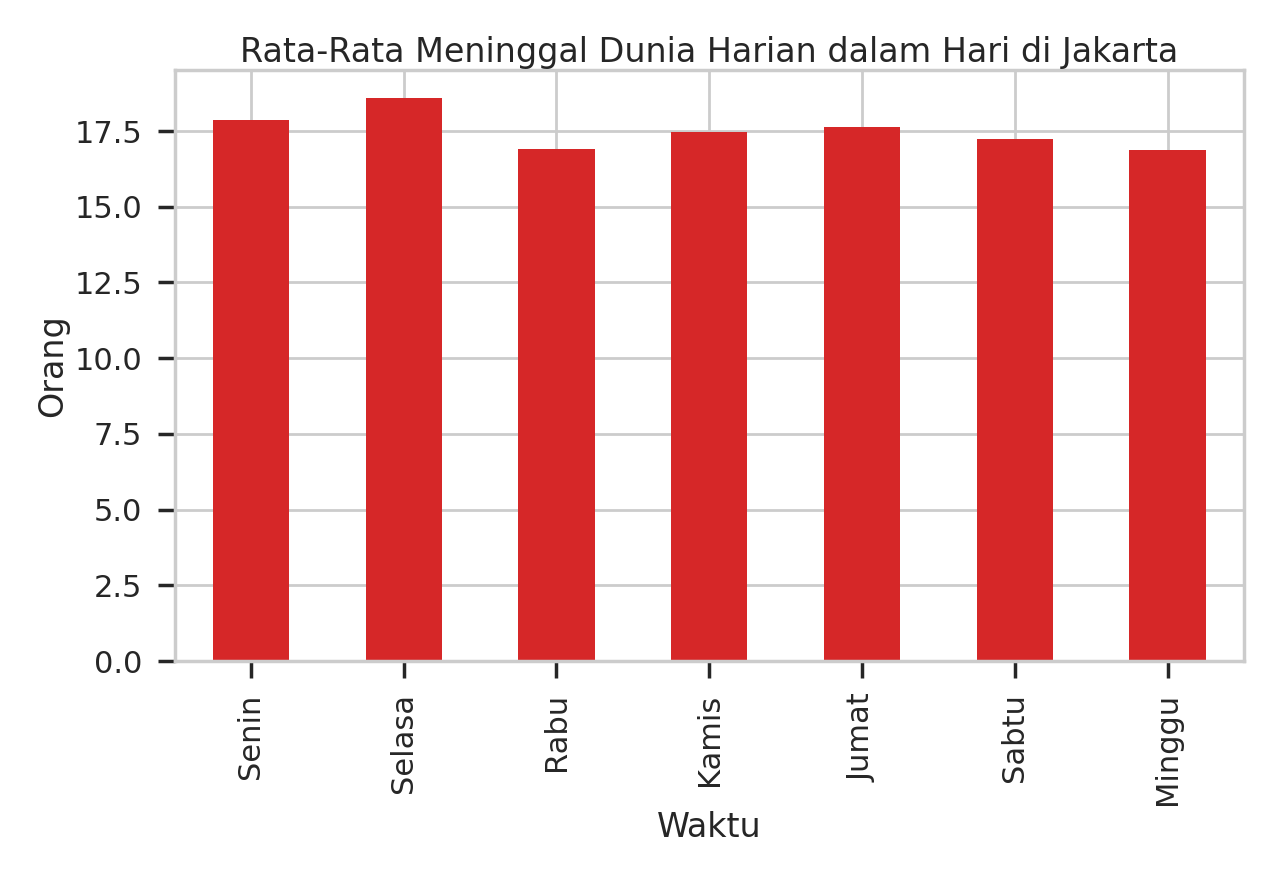 Rata-Rata Meninggal Dunia Harian dalam Hari di Jakarta
Orang
17.5
15.0
12.5
10.0
7.5
5.0
2.5
0.0
Senin
Selasa
Rabu
Kamis
Jumat
Sabtu
Minggu
Waktu